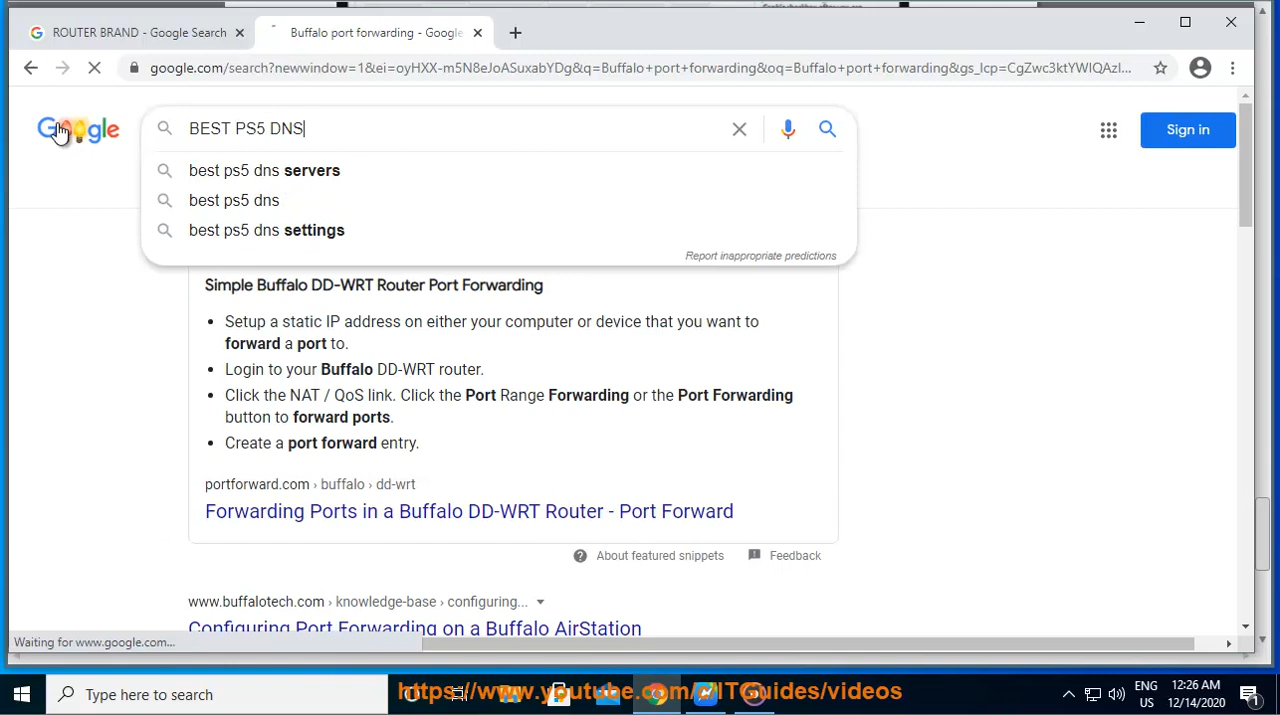 ROUTER BRAND - Google Search
Buffalo port forwarding - Google
google.com/search?newwindow=1&ei=oyHXX-m5N8eJoASuxabYDg&q=Buffalo+port+forwarding&oq=Buffalo+port+forwarding&gs_lcp=CgZwc3ktYWIQAzI...
Google
BEST PS5 DNS
Sign in
best ps5 dns servers
best ps5 dns
best ps5 dns settings
Report inappropriate predictions
Simple Buffalo DD-WRT Router Port Forwarding
• Setup a static IP address on either your computer or device that you want to
forward a port to.
• Login to your Buffalo DD-WRT router.
• Click the NAT / QoS link. Click the Port Range Forwarding or the Port Forwarding
button to forward ports.
• Create a port forward entry.
portforward.com › buffalo › dd-wrt
Forwarding Ports in a Buffalo DD-WRT Router - Port Forward
About featured snippets
Feedback
www.buffalotech.com › knowledge-base › configuring...
Configuring Port Forwarding on a Buffalo AirStation
Waiting for www.google.com...
Type here to search
ENG
US
12:26 AM
12/14/2020
1